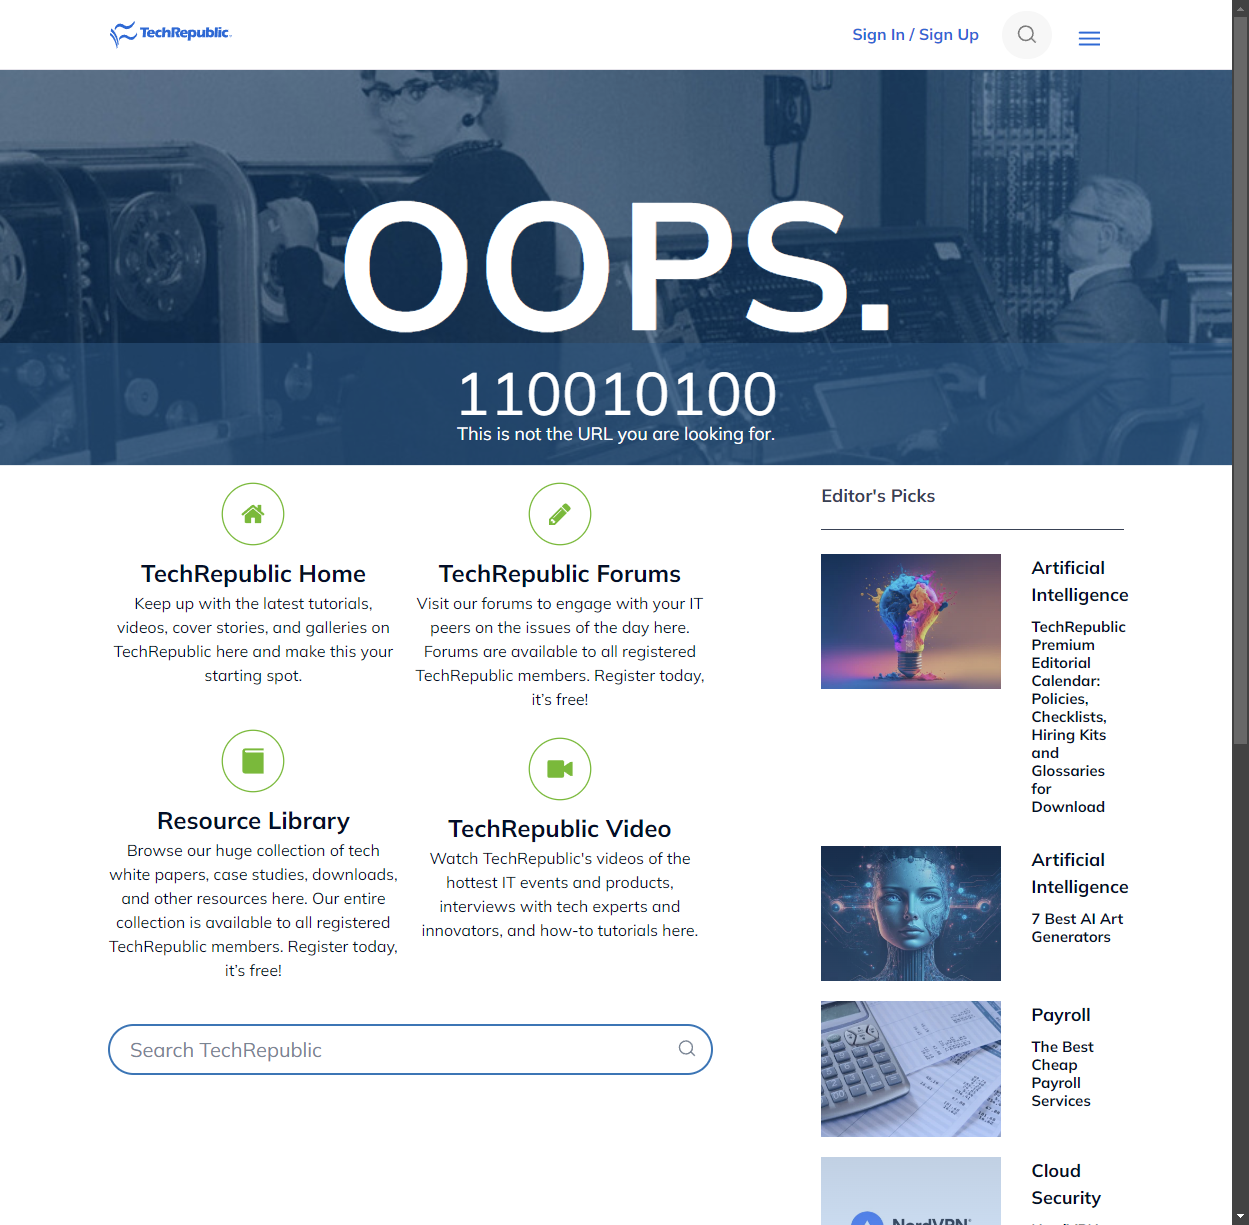 TechRepublic.
Sign In / Sign Up
OOPS.
110010100
This is not the URL you are looking for.
TechRepublic Home
Keep up with the latest tutorials,
videos, cover stories, and galleries on
TechRepublic here and make this your
starting spot.
TechRepublic Forums
Visit our forums to engage with your IT
peers on the issues of the day here.
Forums are available to all registered
TechRepublic members. Register today,
it’s free!
Resource Library
Browse our huge collection of tech
white papers, case studies, downloads,
and other resources here. Our entire
collection is available to all registered
TechRepublic members. Register today,
it’s free!
TechRepublic Video
Watch TechRepublic's videos of the
hottest IT events and products,
interviews with tech experts and
innovators, and how-to tutorials here.
Search TechRepublic
Editor's Picks
Artificial
Intelligence
TechRepublic
Premium
Editorial
Calendar:
Policies,
Checklists,
Hiring Kits
and
Glossaries
for
Download
Artificial
Intelligence
7 Best AI Art
Generators
Payroll
The Best
Cheap
Payroll
Services
Cloud
Security
NordVPN